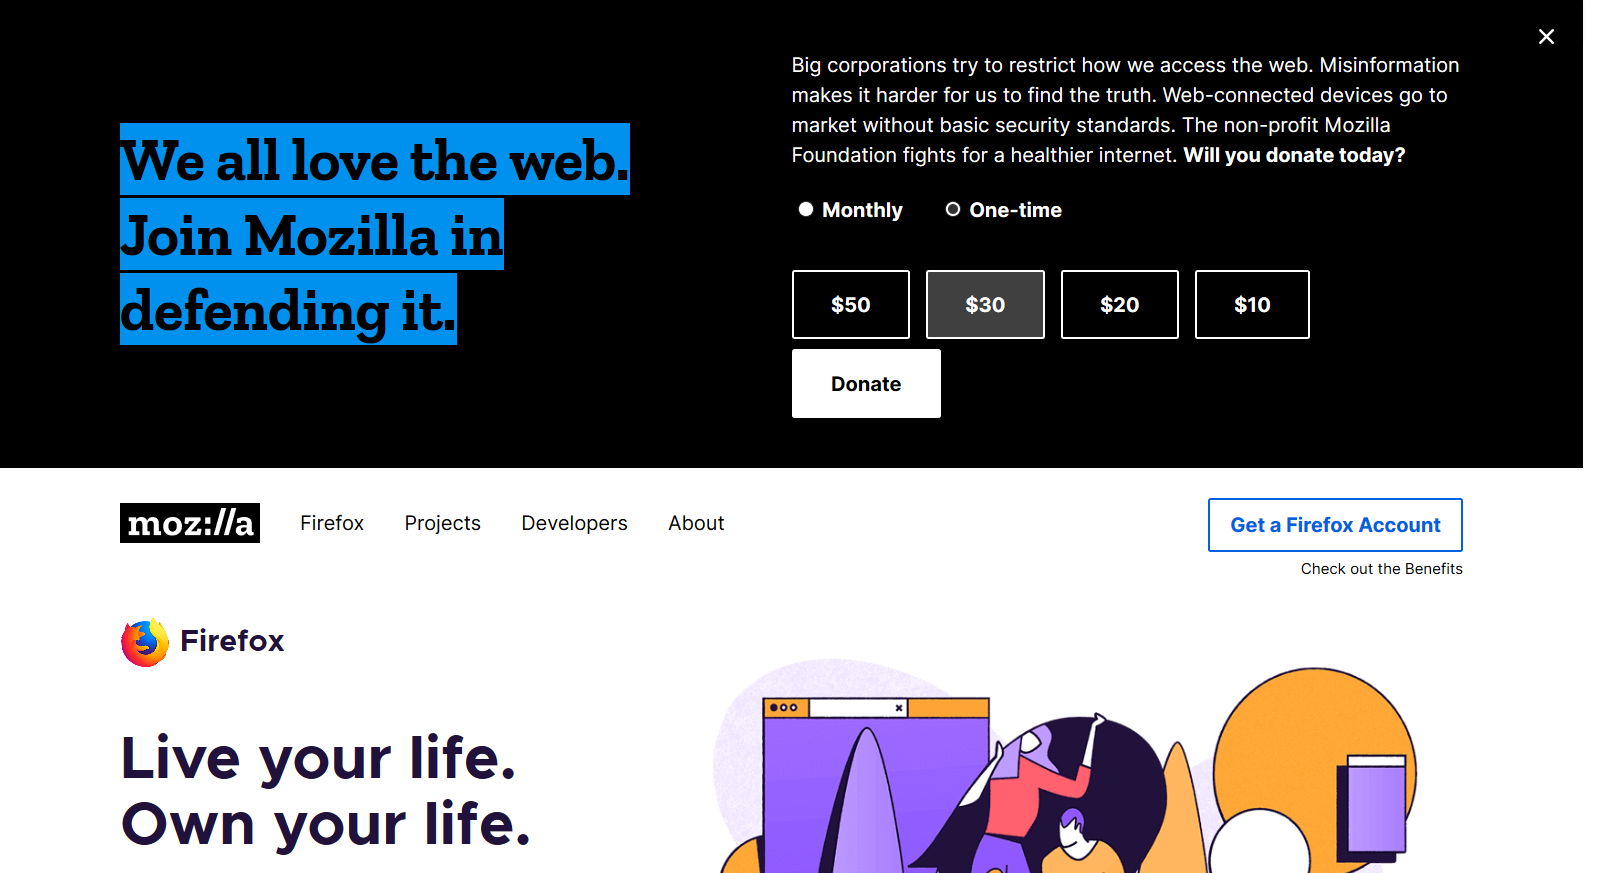 We all love the web.
Join Mozilla in
defending it.
Big corporations try to restrict how we access the web. Misinformation
makes it harder for us to find the truth. Web-connected devices go to
market without basic security standards. The non-profit Mozilla
Foundation fights for a healthier internet. Will you donate today?
Monthly One-time
$50 $30 $20 $10
Donate
moz://a Firefox Projects Developers About
Get a Firefox Account
Check out the Benefits
Firefox
Live your life.
Own your life.